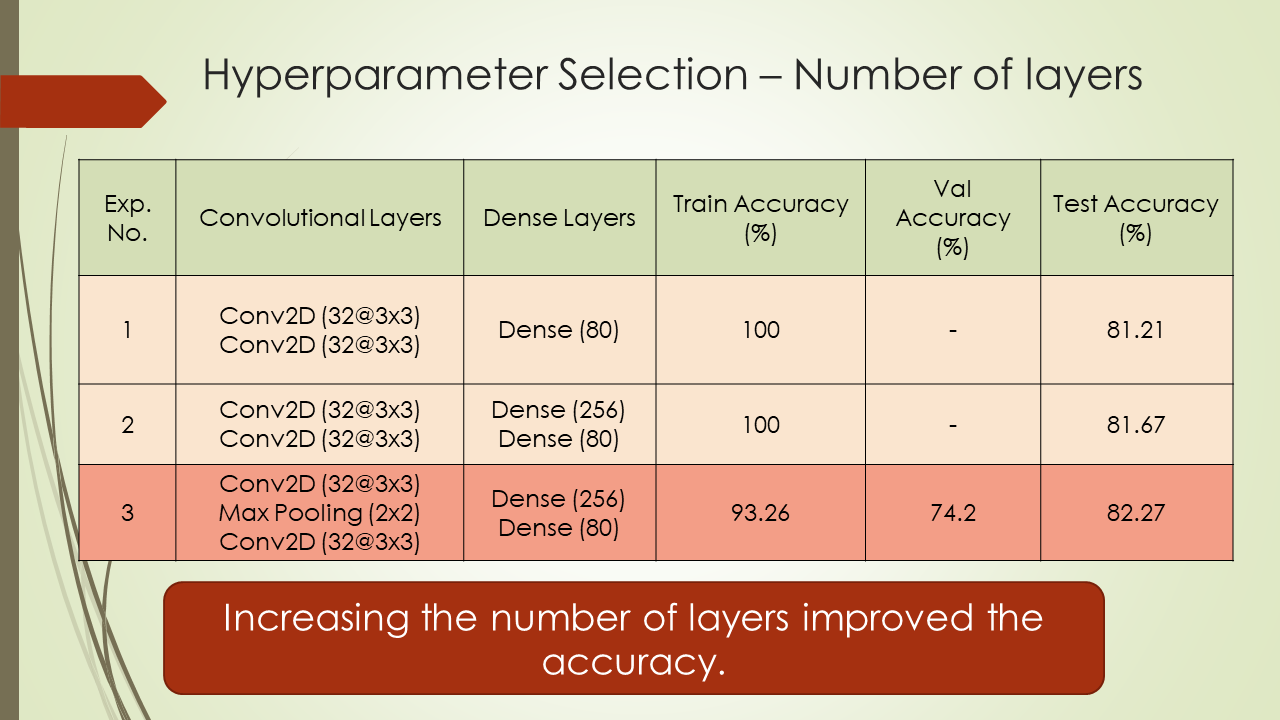 Hyperparameter Selection – Number of layers
Exp.
No.
Convolutional Layers
Dense Layers
Train Accuracy
(%)
Val
Accuracy
(%)
Test Accuracy
(%)
1
Conv2D (32@3x3)
Conv2D (32@3x3)
Dense (80)
100
-
81.21
2
Conv2D (32@3x3)
Conv2D (32@3x3)
Dense (256)
Dense (80)
100
-
81.67
3
Conv2D (32@3x3)
Max Pooling (2x2)
Conv2D (32@3x3)
Dense (256)
Dense (80)
93.26
74.2
82.27
Increasing the number of layers improved the
accuracy.